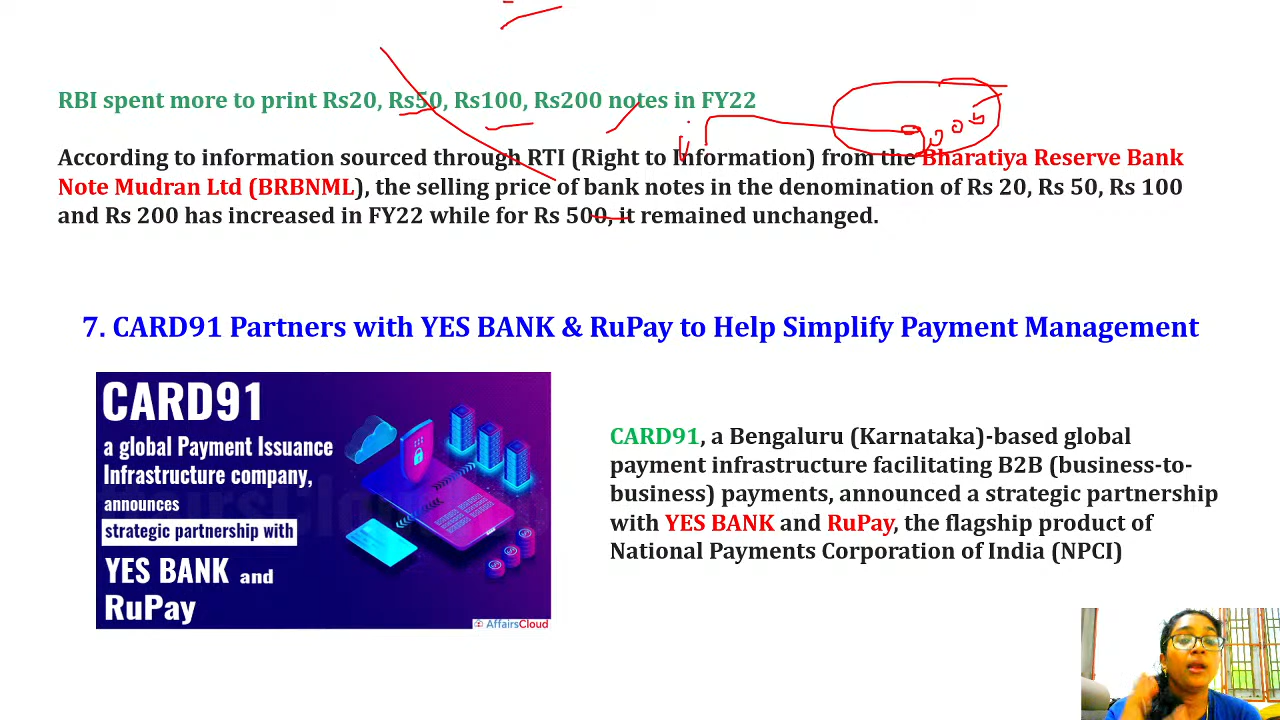 RBI spent more to print Rs20, Rs50, Rs100, Rs200 notes in FY22
According to information sourced through RTI (Right to Information) from the Bharatiya Reserve Bank
Note Mudran Ltd (BRBNML), the selling price of bank notes in the denomination of Rs 20, Rs 50, Rs 100
and Rs 200 has increased in FY22 while for Rs 500, it remained unchanged.
7. CARD91 Partners with YES BANK & RuPay to Help Simplify Payment Management
CARD91
a global Payment Issuance
Infrastructure company,
announces
strategic partnership with
YES BANK and
RuPay
AffairsCloud
CARD91, a Bengaluru (Karnataka)-based global
payment infrastructure facilitating B2B (business-to-
business) payments, announced a strategic partnership
with YES BANK and RuPay, the flagship product of
National Payments Corporation of India (NPCI)